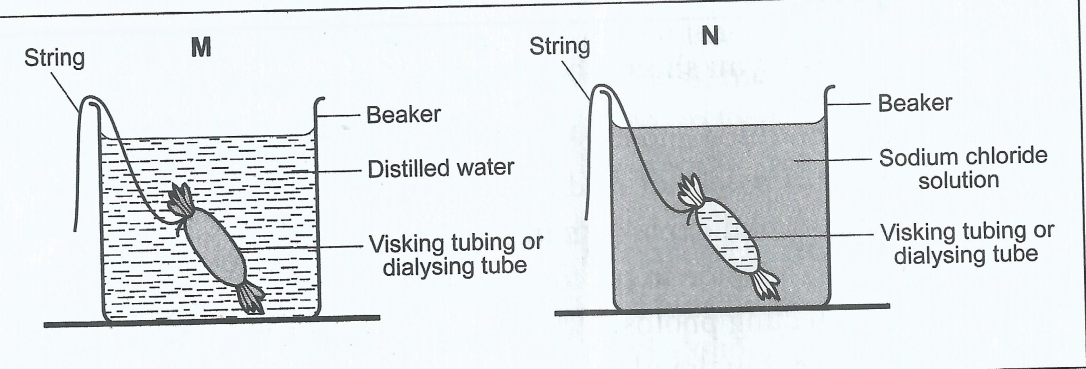 M
String
Beaker
Distilled water
Visking tubing or
dialysing tube
N
String
Beaker
Sodium chloride
solution
Visking tubing or
dialysing tube